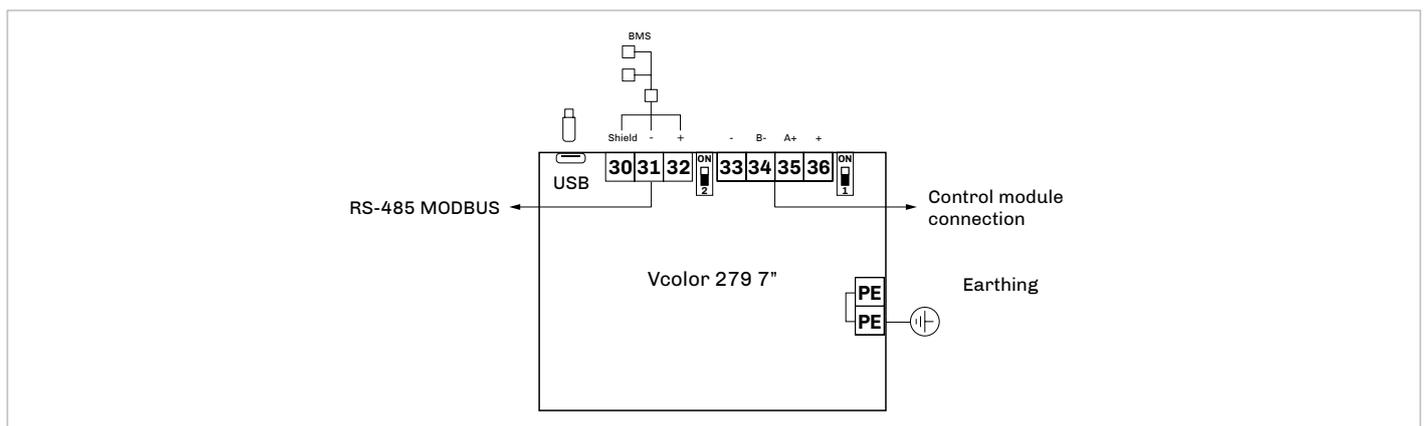 BMS
Shield - + - B- A+ +
30 31 32 ON 2 33 34 35 36 ON 1
USB
RS-485 MODBUS
Control module
connection
Vcolor 279 7”
Earthing
PE
PE